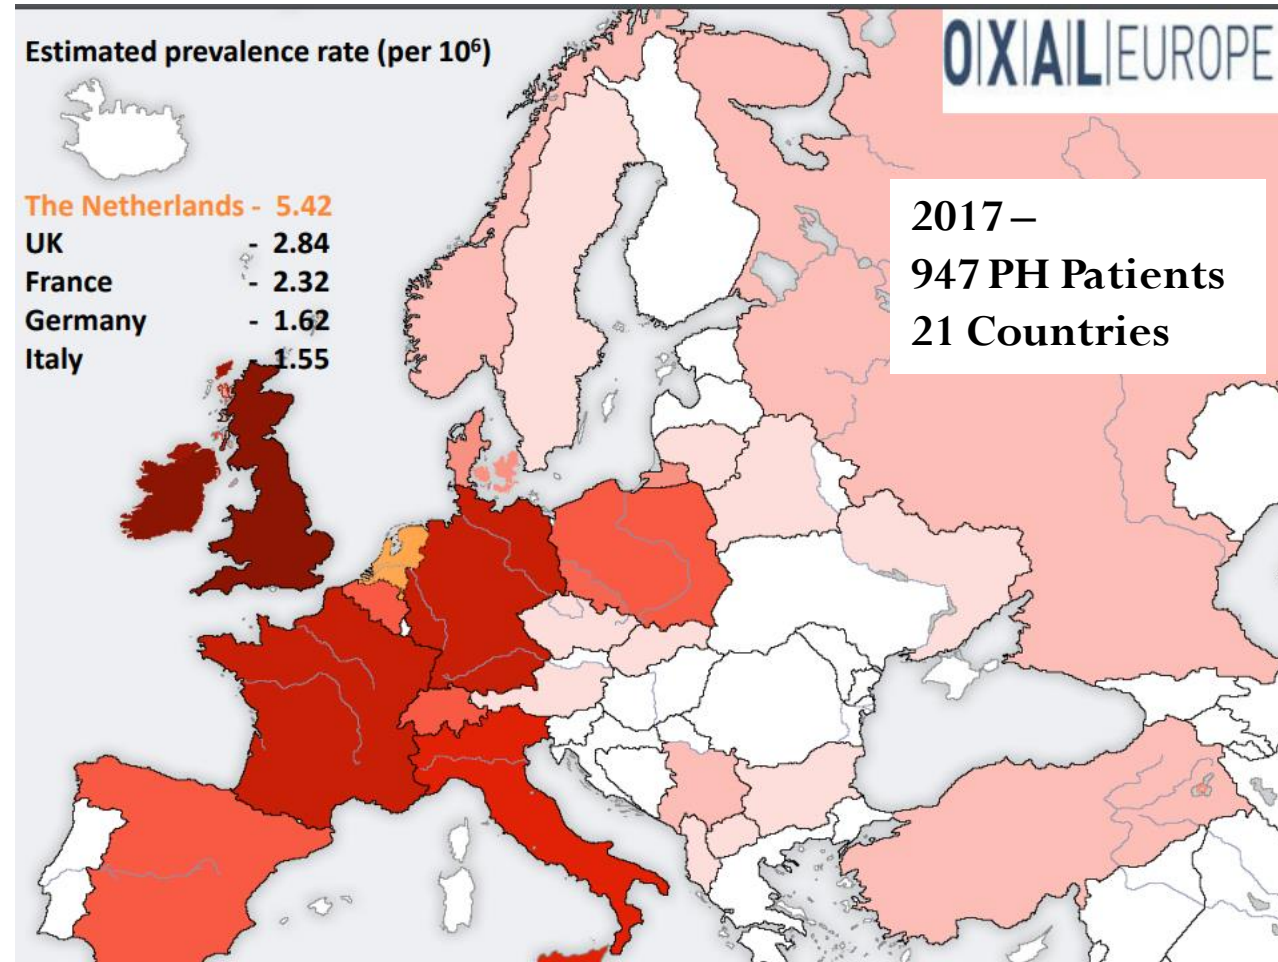 Estimated prevalence rate (per 10⁶)
O|X|A|L|EUROPE
The Netherlands - 5.42
UK - 2.84
France - 2.32
Germany - 1.62
Italy - 1.55
2017 –
947 PH Patients
21 Countries